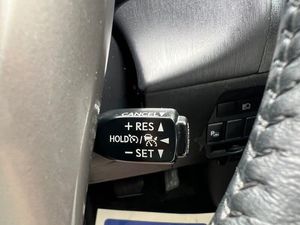 CANCEL
+ RES
HOLD /
− SET